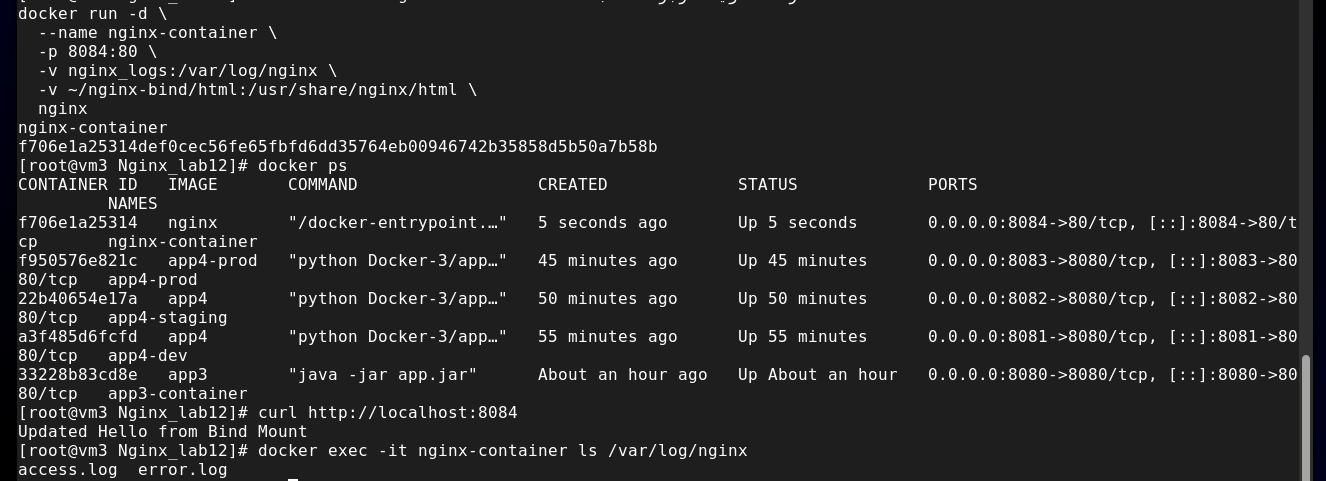 docker run -d \
  --name nginx-container \
  -p 8084:80 \
  -v nginx_logs:/var/log/nginx \
  -v ~/nginx-bind/html:/usr/share/nginx/html \
  nginx
nginx-container
f706e1a25314def0cec56fe65fbfd6dd35764eb00946742b35858d5b50a7b58b
[root@vm3 Nginx_lab12]# docker ps
CONTAINER ID   IMAGE       COMMAND                  CREATED             STATUS             PORTS
         NAMES
f706e1a25314   nginx       "/docker-entrypoint.…"   5 seconds ago       Up 5 seconds       0.0.0.0:8084->80/tcp, [::]:8084->80/t
cp       nginx-container
f950576e821c   app4-prod   "python Docker-3/app…"   45 minutes ago      Up 45 minutes      0.0.0.0:8083->8080/tcp, [::]:8083->80
80/tcp   app4-prod
22b40654e17a   app4        "python Docker-3/app…"   50 minutes ago      Up 50 minutes      0.0.0.0:8082->8080/tcp, [::]:8082->80
80/tcp   app4-staging
a3f485d6fcfd   app4        "python Docker-3/app…"   55 minutes ago      Up 55 minutes      0.0.0.0:8081->8080/tcp, [::]:8081->80
80/tcp   app4-dev
33228b83cd8e   app3        "java -jar app.jar"      About an hour ago   Up About an hour   0.0.0.0:8080->8080/tcp, [::]:8080->80
80/tcp   app3-container
[root@vm3 Nginx_lab12]# curl http://localhost:8084
Updated Hello from Bind Mount
[root@vm3 Nginx_lab12]# docker exec -it nginx-container ls /var/log/nginx
access.log  error.log